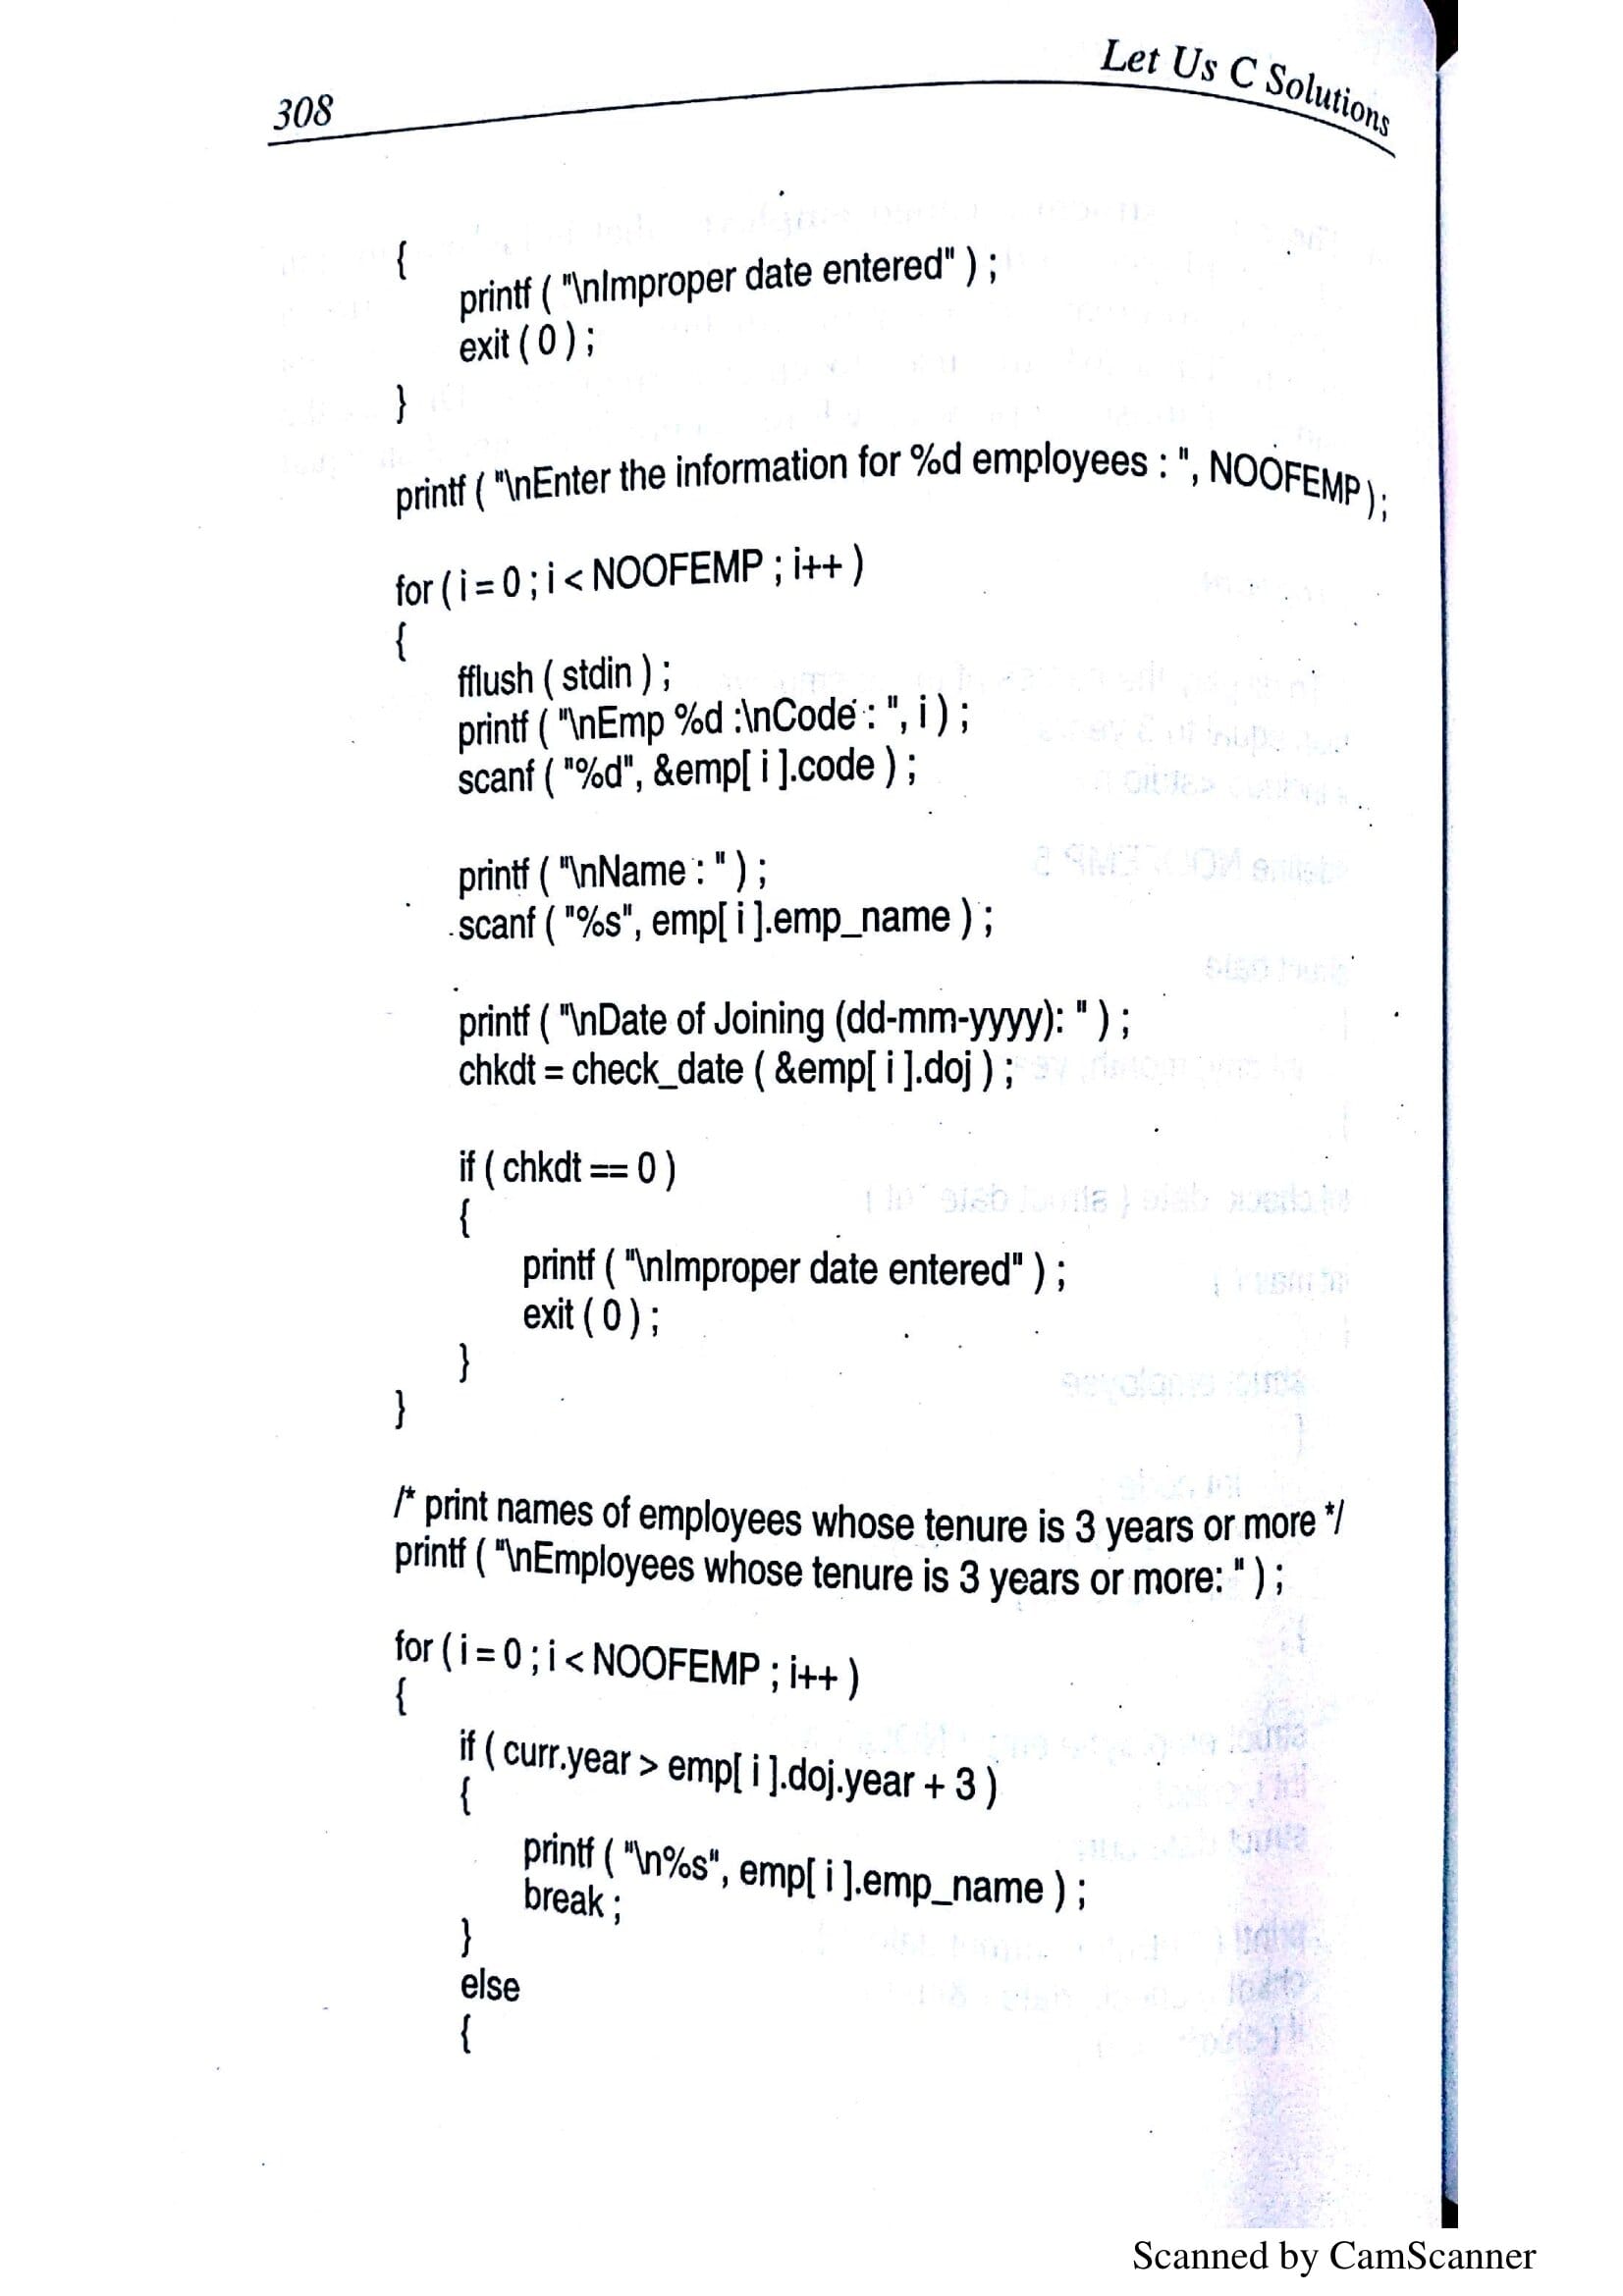 308
Let Us C Solutions
{
printf ( "\nImproper date entered" ) ;
exit ( 0 ) ;
}
printf ( "\nEnter the information for %d employees : ", NOOFEMP ) ;
for ( i = 0 ; i < NOOFEMP ; i++ )
{
fflush ( stdin ) ;
printf ( "\nEmp %d :\nCode : ", i ) ;
scanf ( "%d", &emp[ i ].code ) ;
printf ( "\nName : " ) ;
scanf ( "%s", emp[ i ].emp_name ) ;
printf ( "\nDate of Joining (dd-mm-yyyy): " ) ;
chkdt = check_date ( &emp[ i ].doj ) ;
if ( chkdt == 0 )
{
printf ( "\nImproper date entered" ) ;
exit ( 0 ) ;
}
}
/* print names of employees whose tenure is 3 years or more */
printf ( "\nEmployees whose tenure is 3 years or more: " ) ;
for ( i = 0 ; i < NOOFEMP ; i++ )
{
if ( curr.year > emp[ i ].doj.year + 3 )
{
printf ( "\n%s", emp[ i ].emp_name ) ;
break ;
}
else
{
Scanned by CamScanner